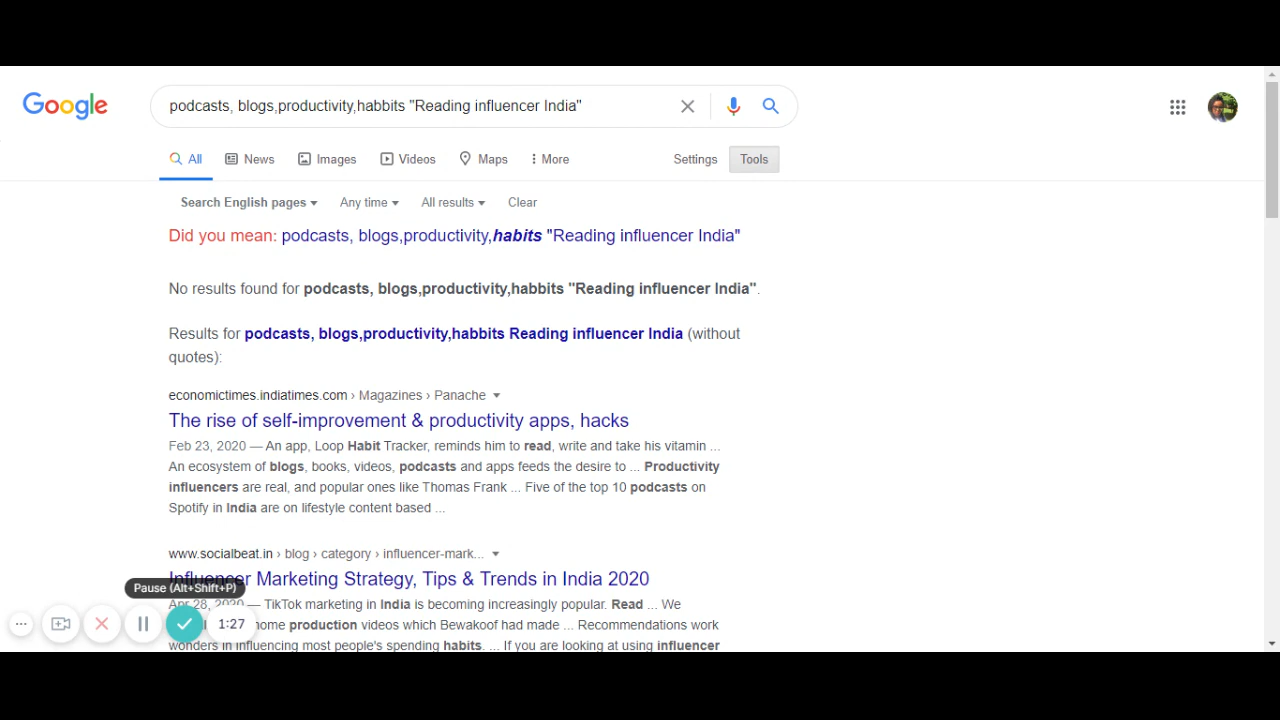 Google
podcasts, blogs,productivity,habbits "Reading influencer India"
All News Images Videos Maps More Settings Tools
Search English pages Any time All results Clear
Did you mean: podcasts, blogs,productivity,habits "Reading influencer India"
No results found for podcasts, blogs,productivity,habbits "Reading influencer India".
Results for podcasts, blogs,productivity,habbits Reading influencer India (without
quotes):
economictimes.indiatimes.com › Magazines › Panache
The rise of self-improvement & productivity apps, hacks
Feb 23, 2020 — An app, Loop Habit Tracker, reminds him to read, write and take his vitamin ...
An ecosystem of blogs, books, videos, podcasts and apps feeds the desire to ... Productivity
influencers are real, and popular ones like Thomas Frank ... Five of the top 10 podcasts on
Spotify in India are on lifestyle content based ...
www.socialbeat.in › blog › category › influencer-mark...
Pause (Alt+Shift+P)
Influencer Marketing Strategy, Tips & Trends in India 2020
Apr 28, 2020 — TikTok marketing in India is becoming increasingly popular. Read ... We
1:27
home production videos which Bewakoof had made ... Recommendations work
wonders in influencing most people's spending habits. ... If you are looking at using influencer